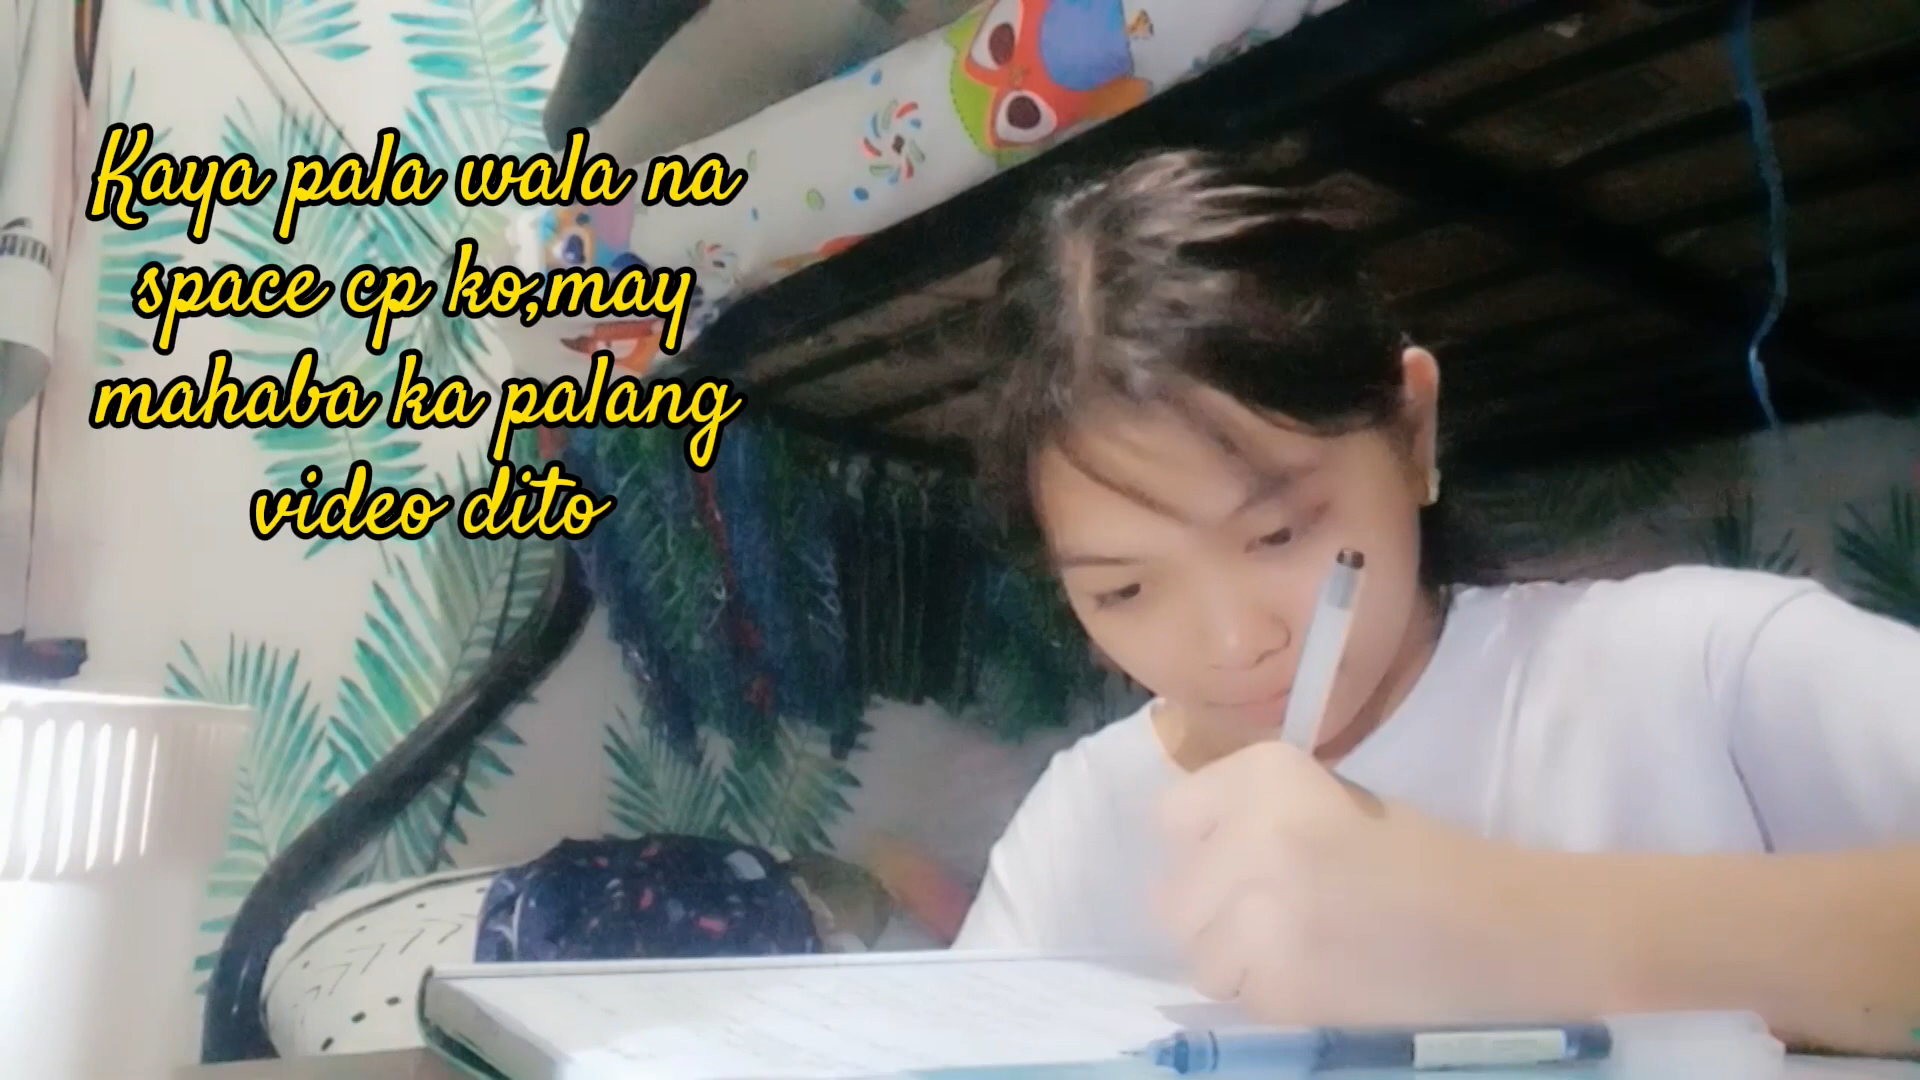 Kaya pala wala na
space cp ko,may
mahaba ka palang
video dito